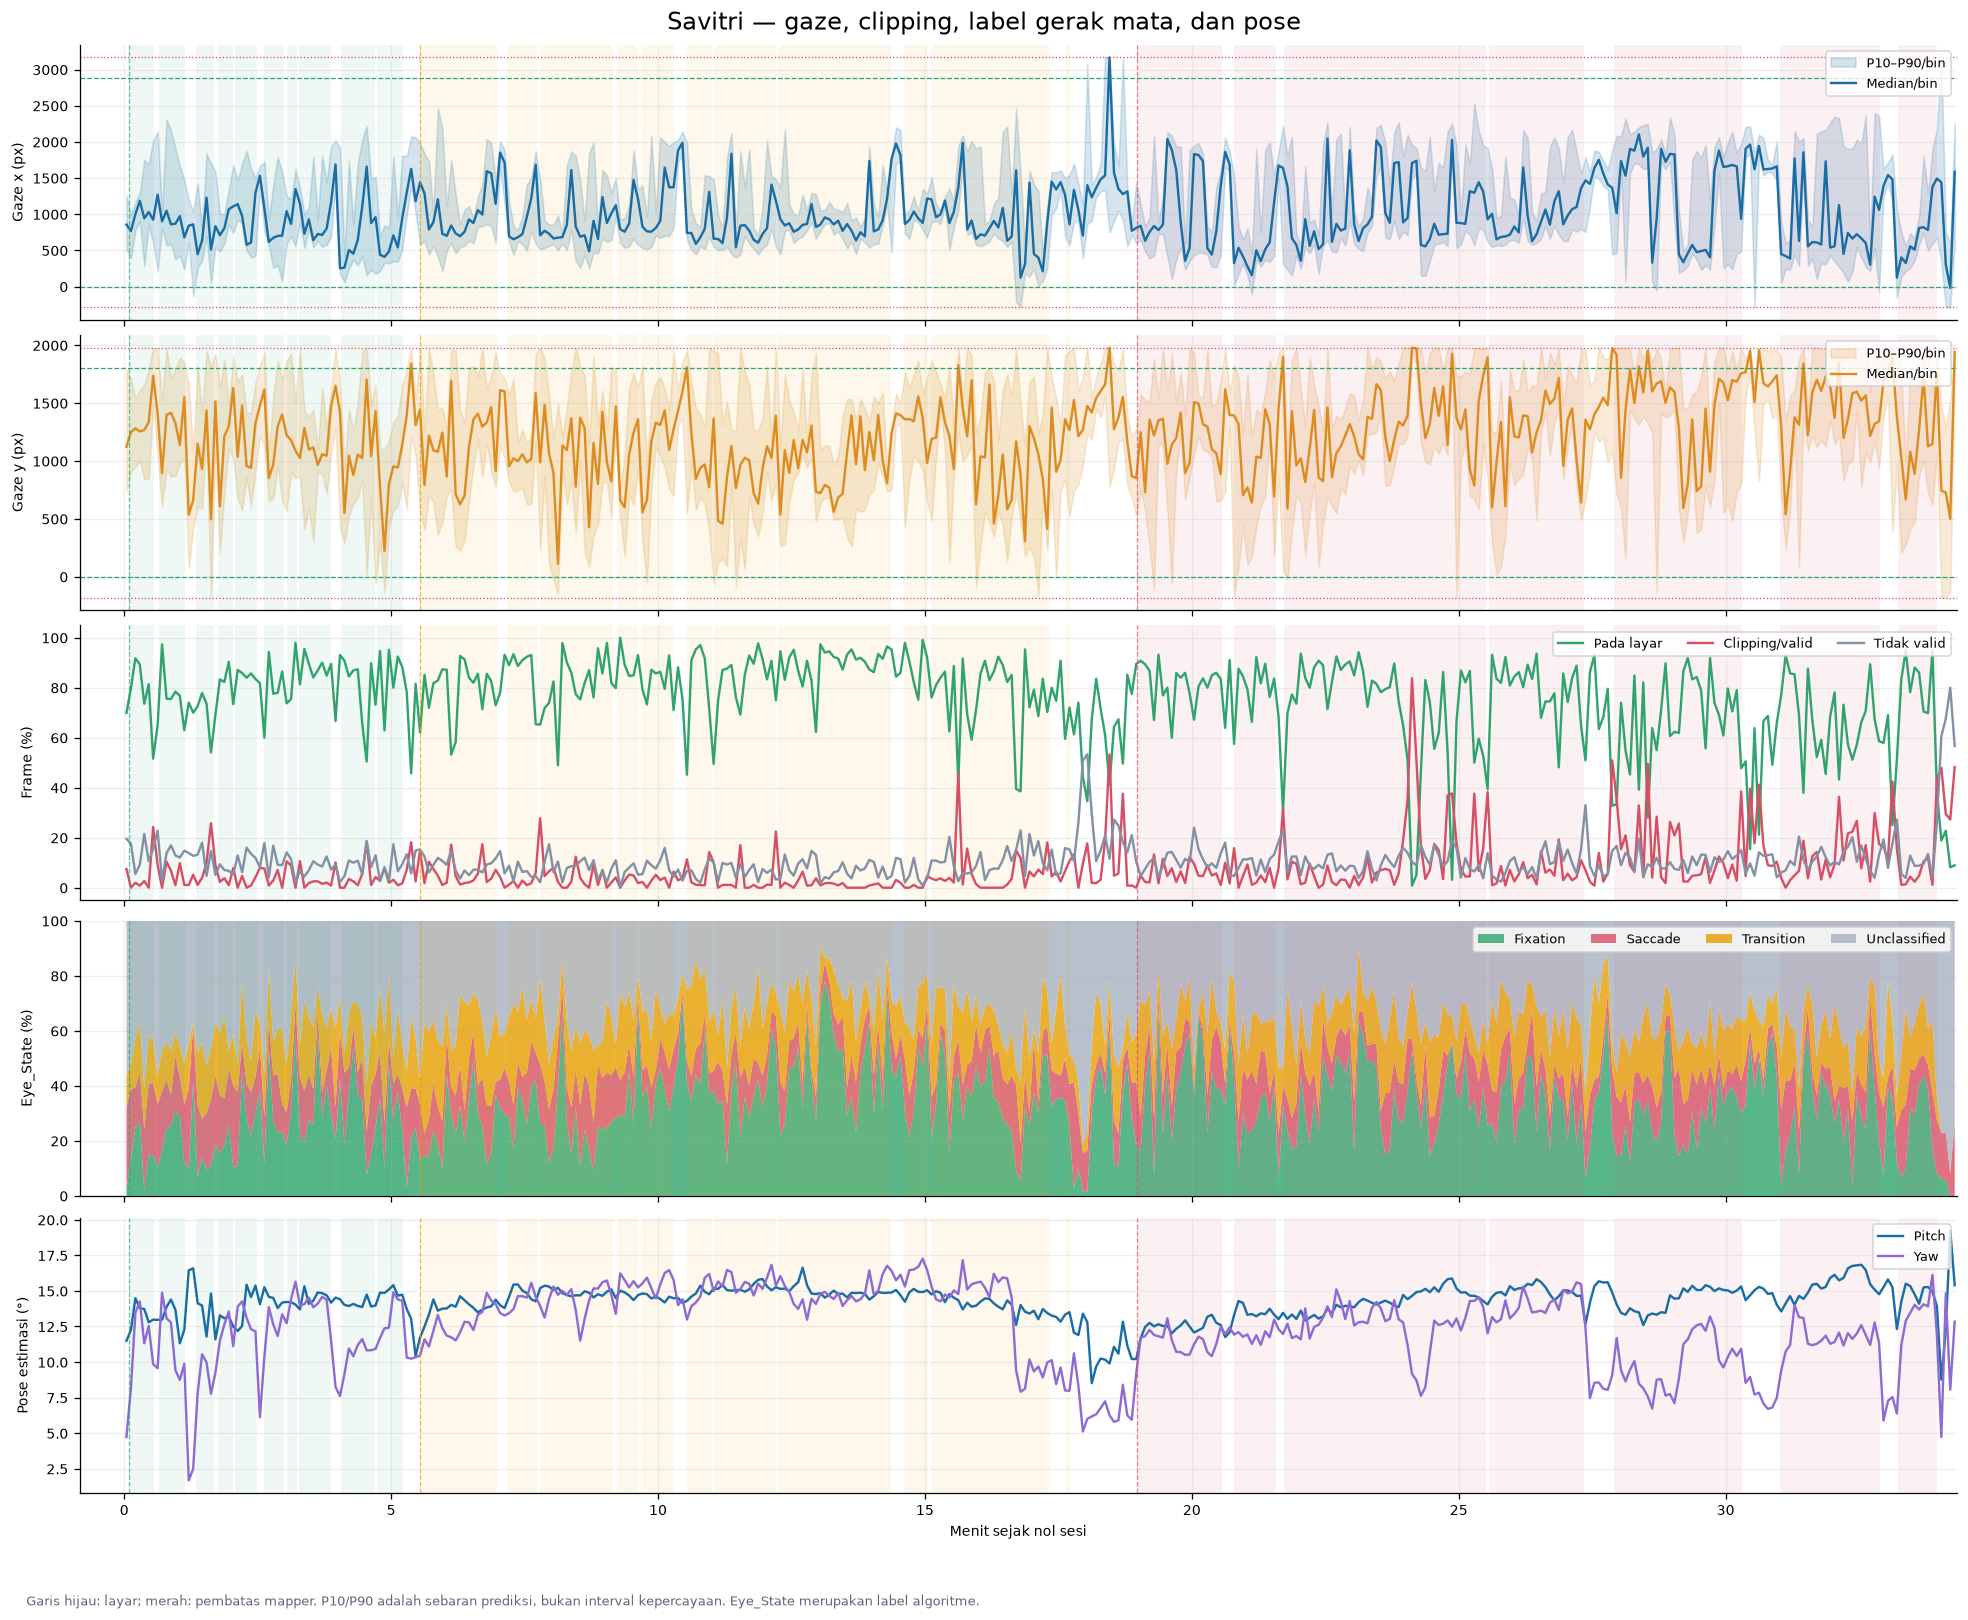 Savitri — gaze, clipping, label gerak mata, dan pose
Gaze x (px)
3000
2500
2000
1500
1000
500
0
P10–P90/bin
Median/bin
Gaze y (px)
2000
1500
1000
500
0
P10–P90/bin
Median/bin
Frame (%)
100
80
60
40
20
0
Pada layar Clipping/valid Tidak valid
Eye_State (%)
100
80
60
40
20
0
Fixation Saccade Transition Unclassified
Pose estimasi (°)
20.0
17.5
15.0
12.5
10.0
7.5
5.0
2.5
Pitch
Yaw
0 5 10 15 20 25 30
Menit sejak nol sesi
Garis hijau: layar; merah: pembatas mapper. P10/P90 adalah sebaran prediksi, bukan interval kepercayaan. Eye_State merupakan label algoritme.